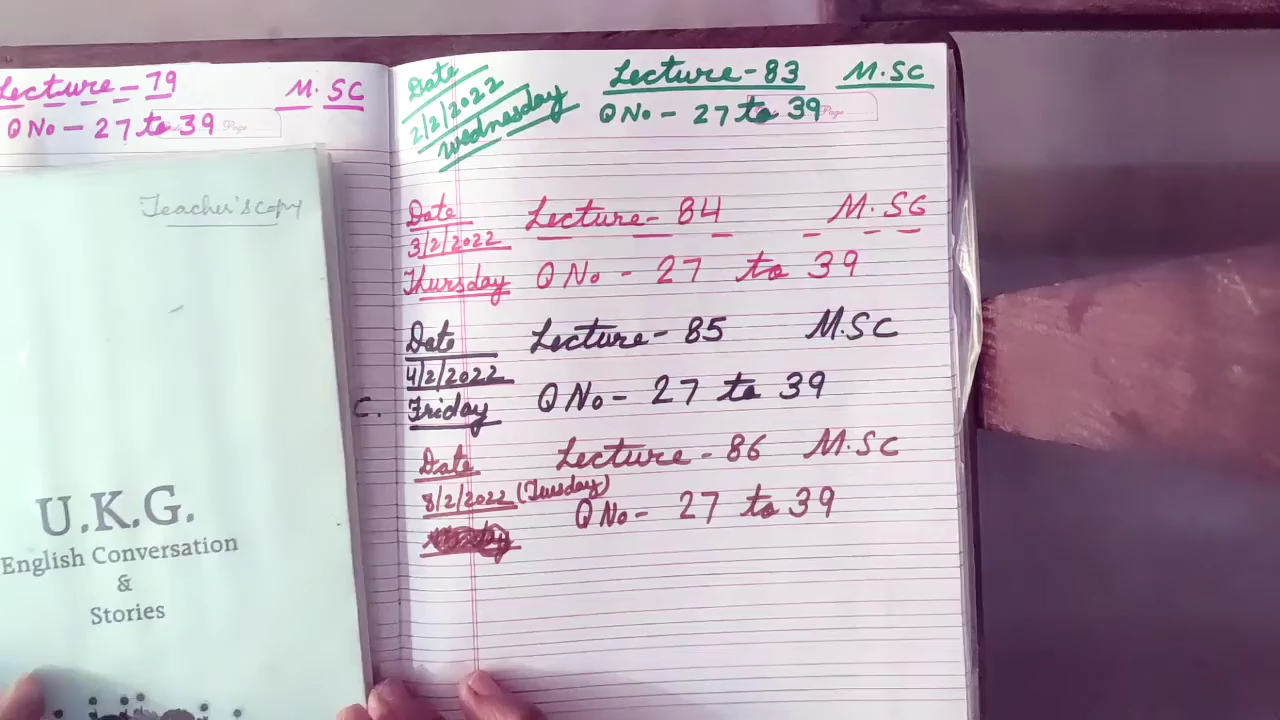 Lecture - 79 M.SC
Q No - 27 to 39
Page
Teacher's copy
U.K.G.
English Conversation
&
Stories
Date
2/2/2022
Wednesday
Lecture - 83 M.SC
Q No - 27 to 39
Page
Date
3/2/2022
Thursday
Lecture - 84 M.SC
Q No - 27 to 39
Date
4/2/2022
C. Friday
Lecture - 85 M.SC
Q No - 27 to 39
Date
8/2/2022 (Tuesday)
Lecture - 86 M.SC
Q No - 27 to 39